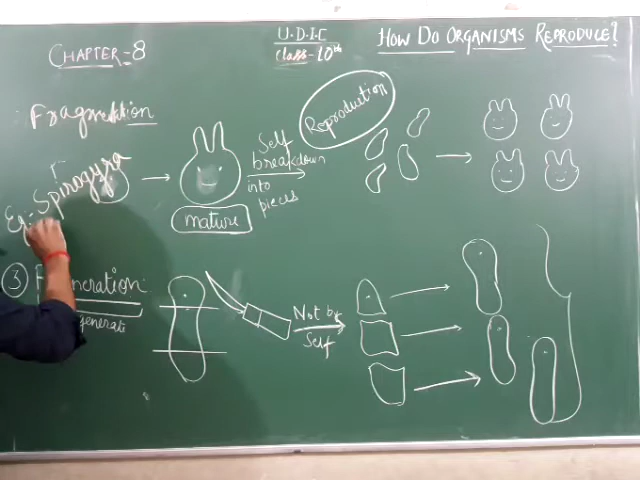 CHAPTER-8
U.D.I.C
Class-10th
HOW DO ORGANISMS REPRODUCE?
Fragmentation
Eg:- Spirogyra
mature
Self
breakdown
into
pieces
Reproduction
3
Not by
Self